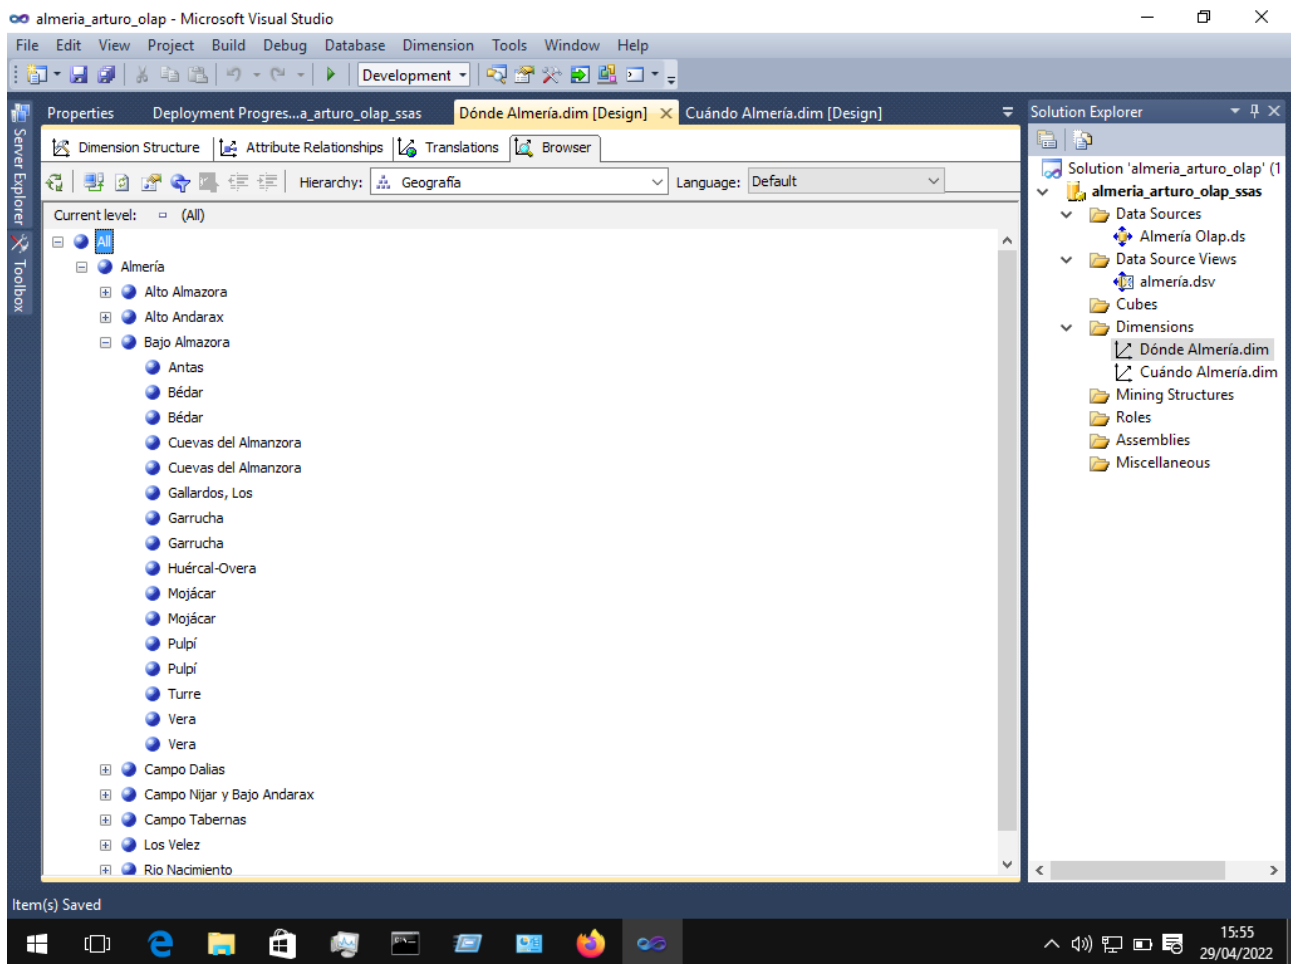 almeria_arturo_olap - Microsoft Visual Studio
File Edit View Project Build Debug Database Dimension Tools Window Help
Development
Properties Deployment Progres...a_arturo_olap_ssas Dónde Almería.dim [Design] Cuándo Almería.dim [Design]
Dimension Structure Attribute Relationships Translations Browser
Hierarchy: Geografía Language: Default
Current level: (All)
All
Almería
Alto Almazora
Alto Andarax
Bajo Almazora
Antas
Bédar
Bédar
Cuevas del Almanzora
Cuevas del Almanzora
Gallardos, Los
Garrucha
Garrucha
Huércal-Overa
Mojácar
Mojácar
Pulpí
Pulpí
Turre
Vera
Vera
Campo Dalias
Campo Nijar y Bajo Andarax
Campo Tabernas
Los Velez
Rio Nacimiento
Server Explorer
Toolbox
Solution Explorer
Solution 'almeria_arturo_olap' (1
almeria_arturo_olap_ssas
Data Sources
Almería Olap.ds
Data Source Views
almería.dsv
Cubes
Dimensions
Dónde Almería.dim
Cuándo Almería.dim
Mining Structures
Roles
Assemblies
Miscellaneous
Item(s) Saved
15:55
29/04/2022